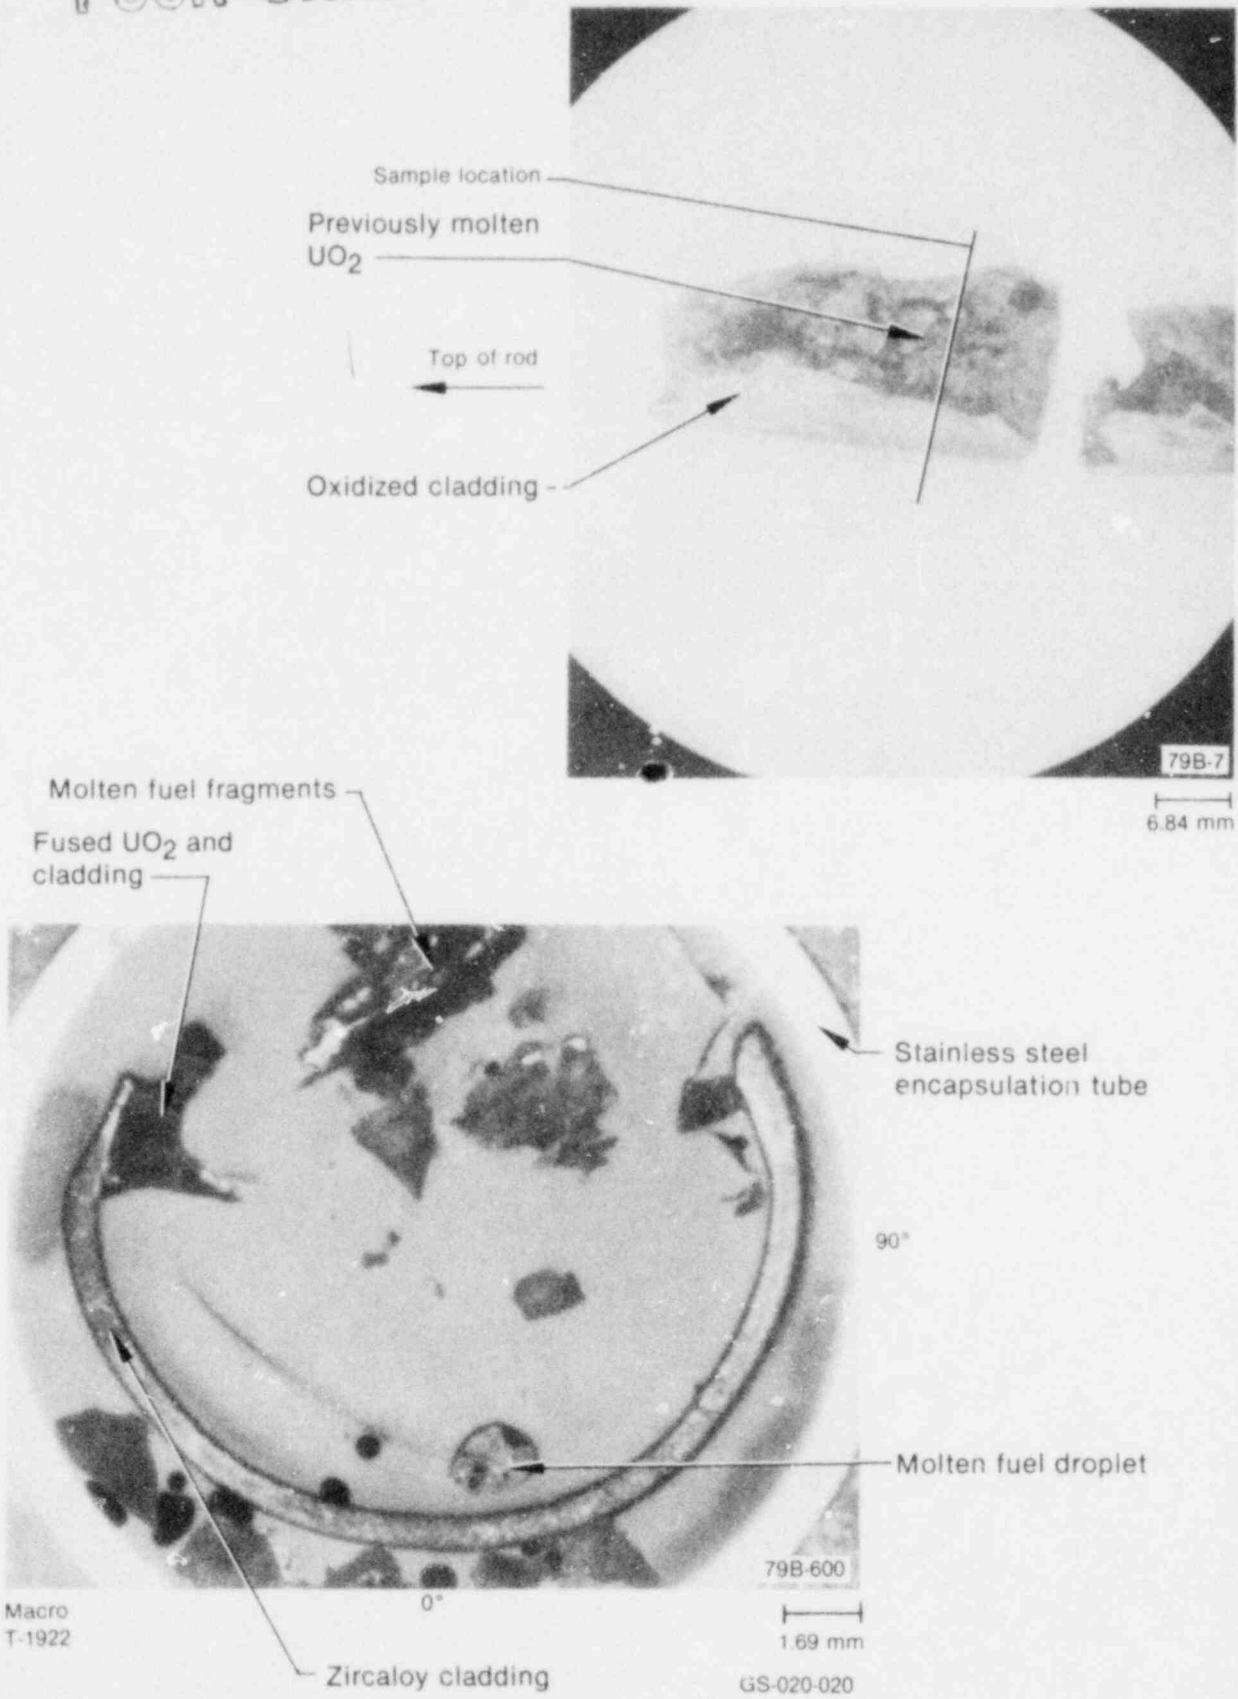 Sample location
Previously molten
UO2
Top of rod
Oxidized cladding
79B-7
6.84 mm
Molten fuel fragments
Fused UO2 and
cladding
Stainless steel
encapsulation tube
90°
Molten fuel droplet
79B-600
0°
Macro
T-1922
1.69 mm
Zircaloy cladding
GS-020-020